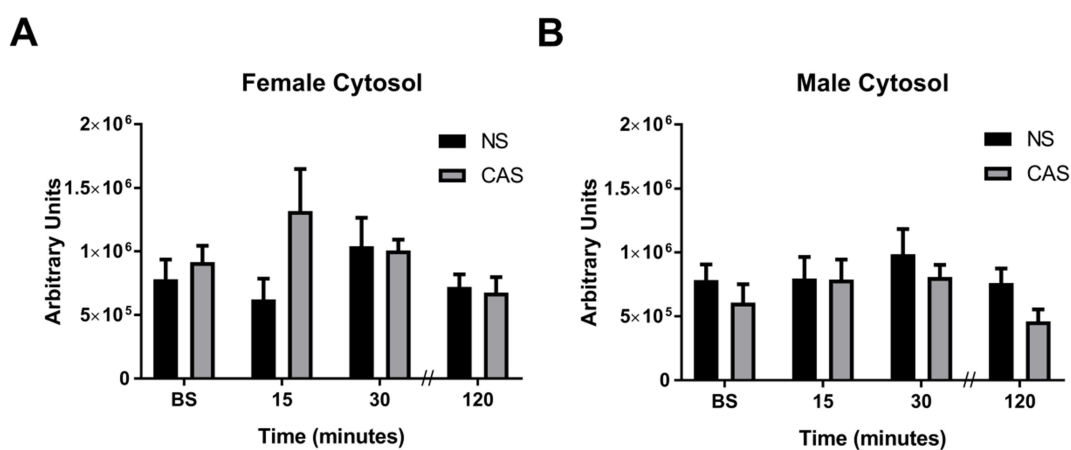 A
Female Cytosol
Arbitrary Units
2×10⁶
1.5×10⁶
1×10⁶
5×10⁵
0
NS
CAS
BS 15 30 120
Time (minutes)
B
Male Cytosol
Arbitrary Units
2×10⁶
1.5×10⁶
1×10⁶
5×10⁵
0
NS
CAS
BS 15 30 120
Time (minutes)